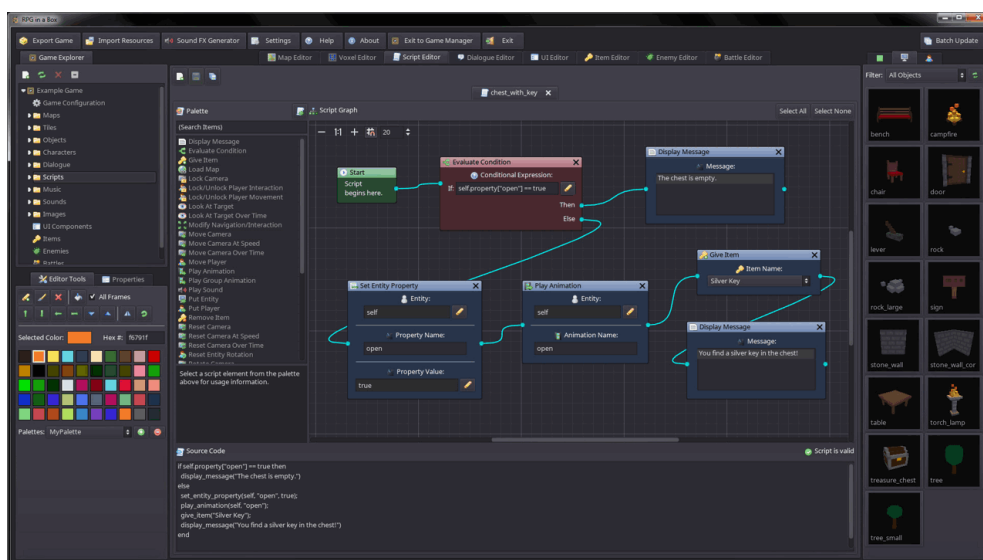 RPG in a Box
Export Game Import Resources Sound FX Generator Settings Help About Exit to Game Manager Exit Batch Update
Game Explorer Map Editor Voxel Editor Script Editor Dialogue Editor UI Editor Item Editor Enemy Editor Battle Editor
Filter: All Objects
chest_with_key
Example Game
Game Configuration
Maps
Tiles
Objects
Characters
Dialogue
Scripts
Music
Sounds
Images
UI Components
Items
Enemies
Battles
Editor Tools Properties
All Frames
Selected Color: Hex #: f6791f
Palettes: MyPalette
Palette
(Search Items)
Display Message
Evaluate Condition
Give Item
Load Map
Lock Camera
Lock/Unlock Player Interaction
Lock/Unlock Player Movement
Look At Target
Look At Target Over Time
Modify Navigation/Interaction
Move Camera
Move Camera At Speed
Move Camera Over Time
Move Player
Play Animation
Play Group Animation
Play Sound
Put Entity
Put Player
Remove Item
Reset Camera
Reset Camera At Speed
Reset Camera Over Time
Reset Entity Rotation
Select a script element from the palette
above for usage information.
Script Graph Select All Select None
20
Start
Script
begins here.
Evaluate Condition
Conditional Expression:
If: self.property["open"] == true
Then
Else
Display Message
Message:
The chest is empty.
Set Entity Property
Entity:
self
Property Name:
open
Property Value:
true
Play Animation
Entity:
self
Animation Name:
open
Give Item
Item Name:
Silver Key
Display Message
Message:
You find a silver key in the chest!
Source Code Script is valid
if self.property["open"] == true then
display_message("The chest is empty.")
else
set_entity_property(self, "open", true);
play_animation(self, "open");
give_item("Silver Key");
display_message("You find a silver key in the chest!")
end
bench campfire
chair door
lever rock
rock_large sign
stone_wall stone_wall_cor
table torch_lamp
treasure_chest tree
tree_small